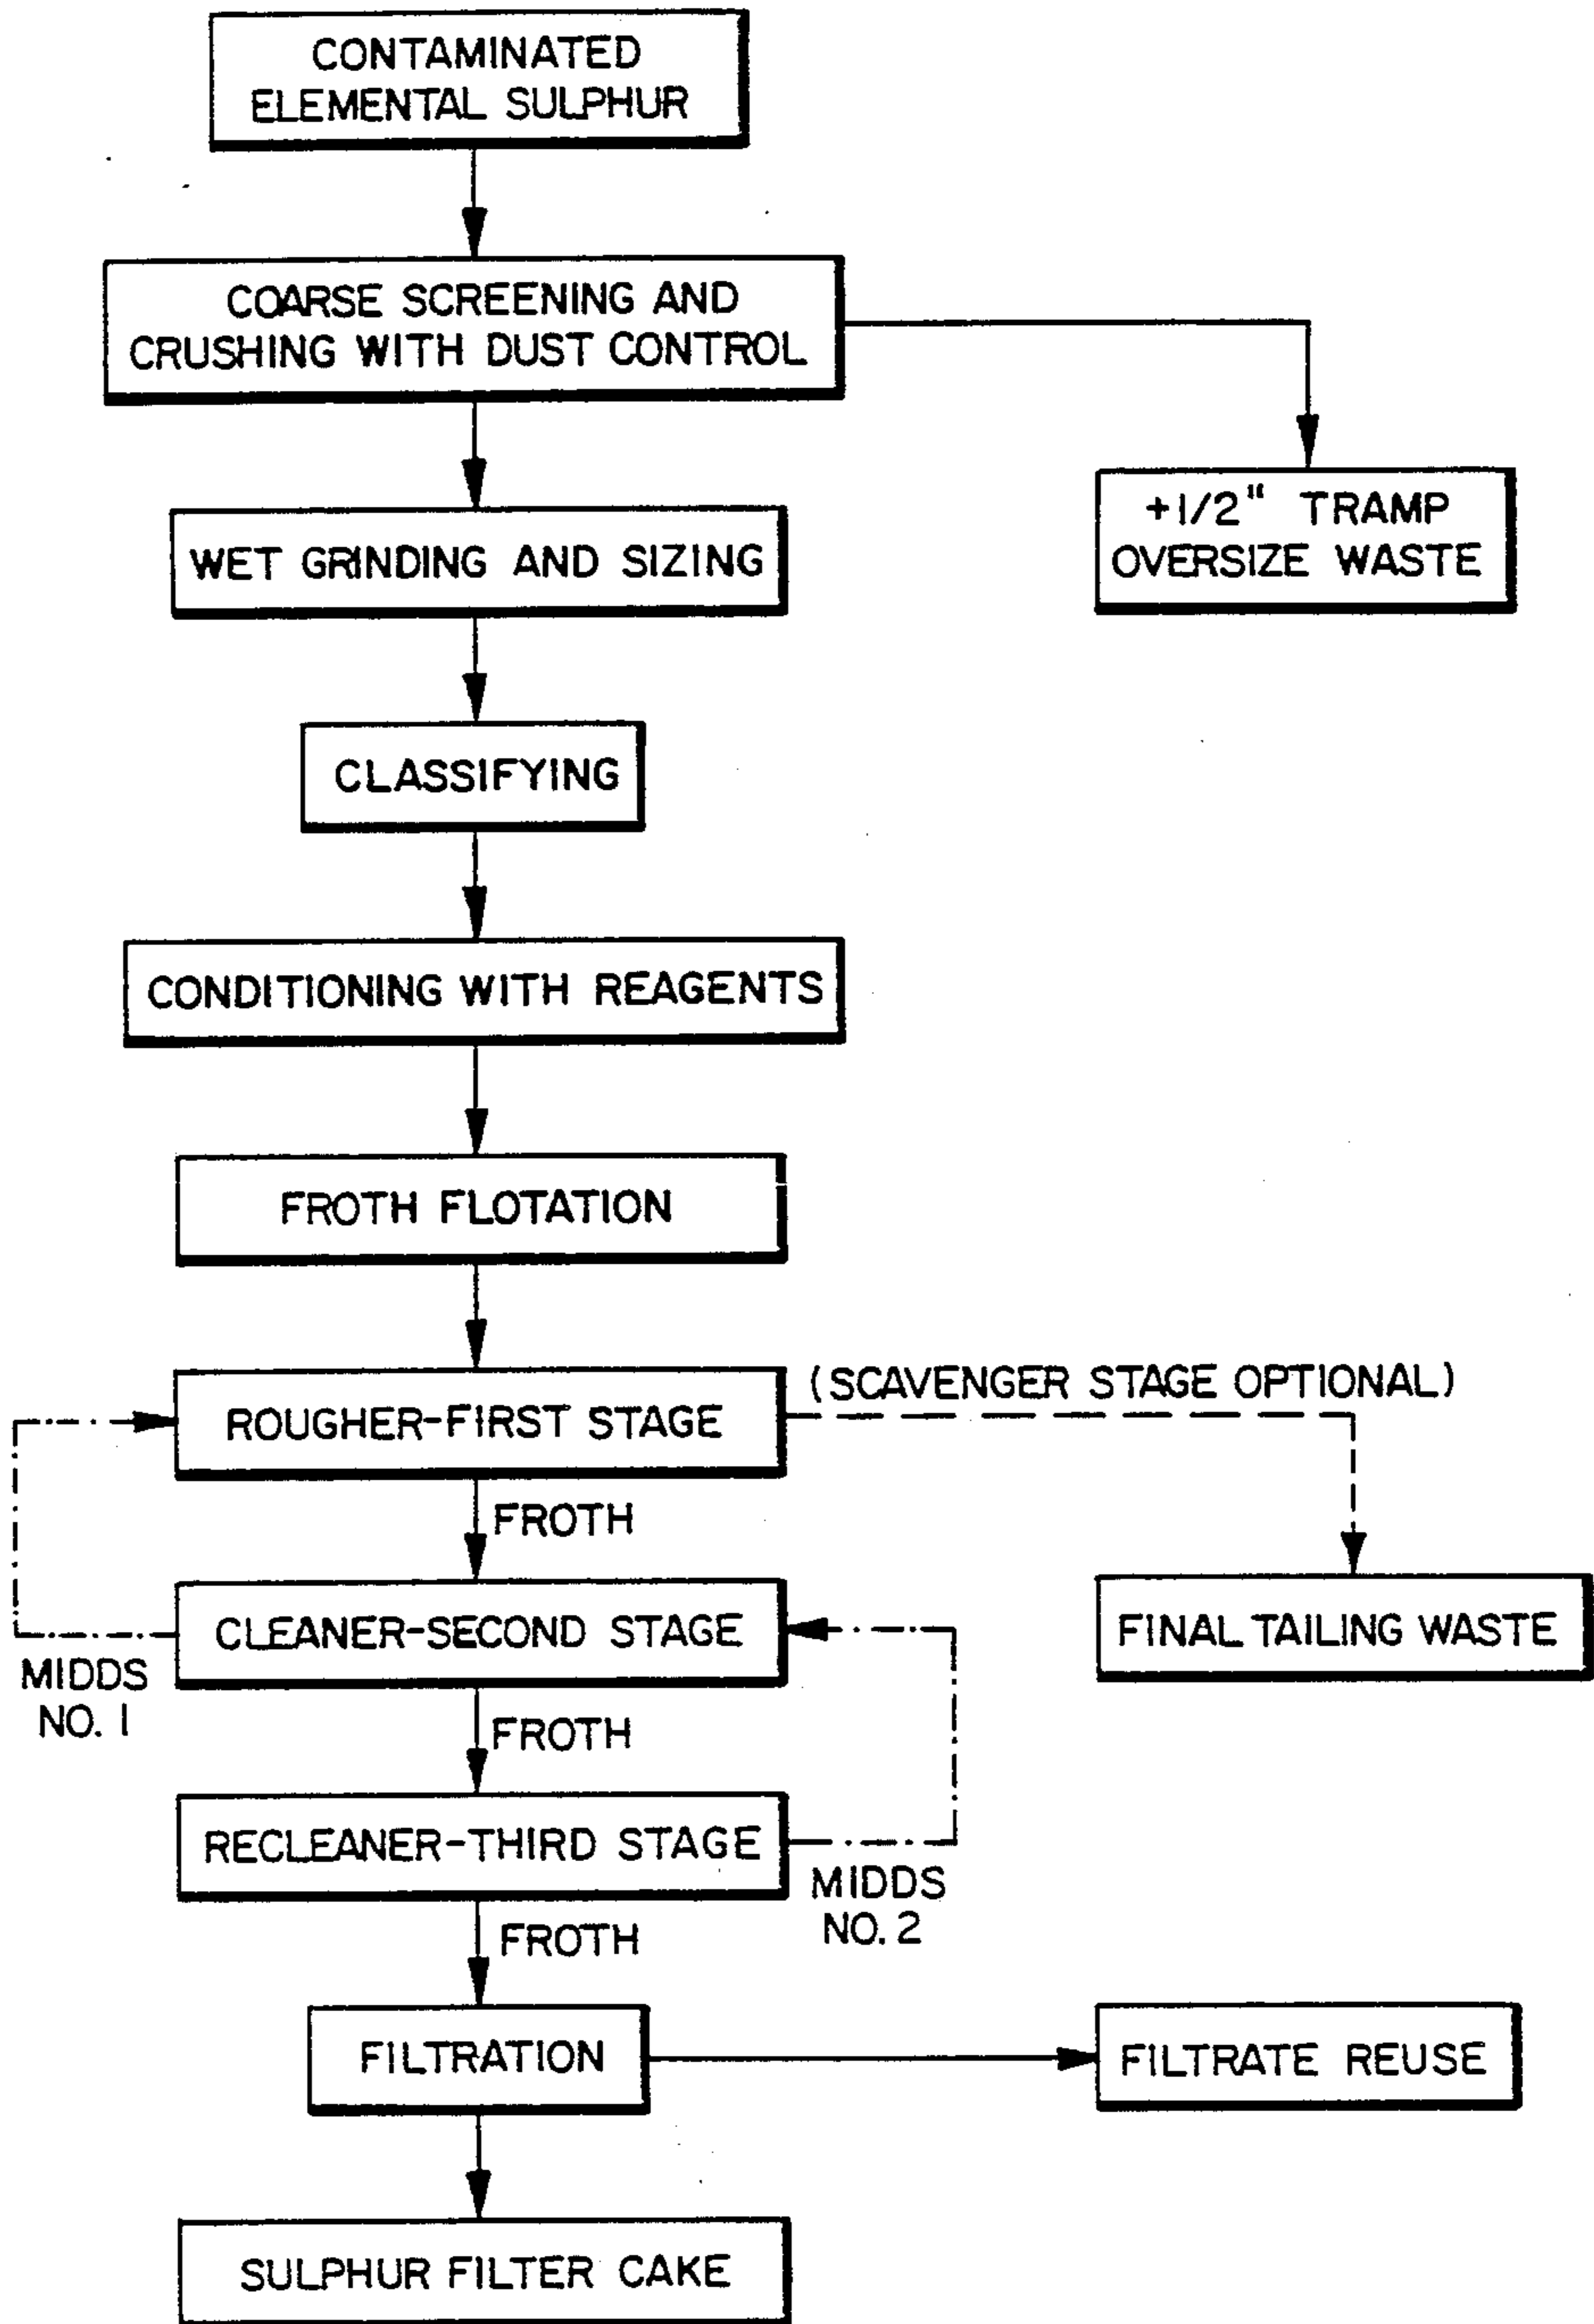 CONTAMINATED
ELEMENTAL SULPHUR
COARSE SCREENING AND
CRUSHING WITH DUST CONTROL
+1/2" TRAMP
OVERSIZE WASTE
WET GRINDING AND SIZING
CLASSIFYING
CONDITIONING WITH REAGENTS
FROTH FLOTATION
(SCAVENGER STAGE OPTIONAL)
ROUGHER-FIRST STAGE
FROTH
CLEANER-SECOND STAGE
FINAL TAILING WASTE
MIDDS
NO. 1
FROTH
RECLEANER-THIRD STAGE
MIDDS
NO. 2
FROTH
FILTRATION
FILTRATE REUSE
SULPHUR FILTER CAKE